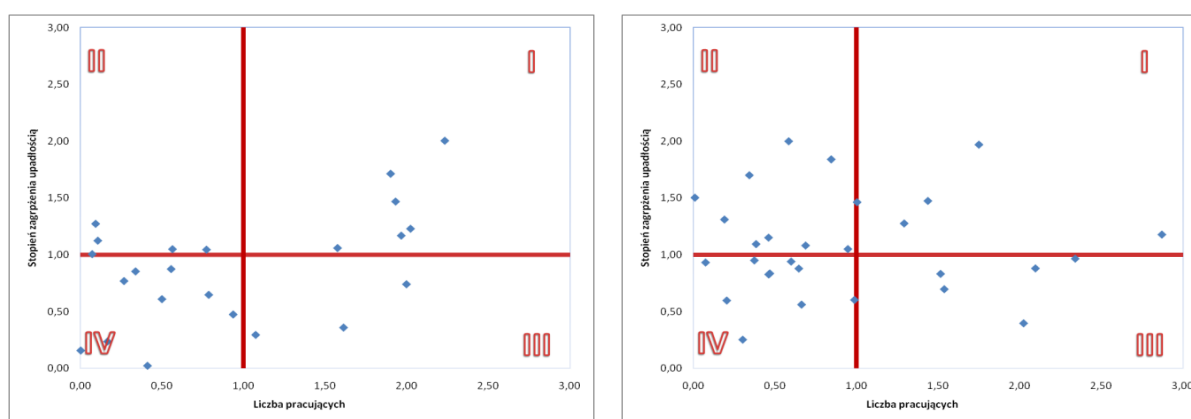 3,00
II
I
2,50
2,00
Stopień zagrpżenia upadłością
1,50
1,00
0,50
IV
III
0,00
0,00 0,50 1,00 1,50 2,00 2,50 3,00
Liczba pracujących
3,00
II
I
2,50
2,00
Stopień zagrpżenia upadłością
1,50
1,00
0,50
IV
III
0,00
0,00 0,50 1,00 1,50 2,00 2,50 3,00
Liczba pracujących